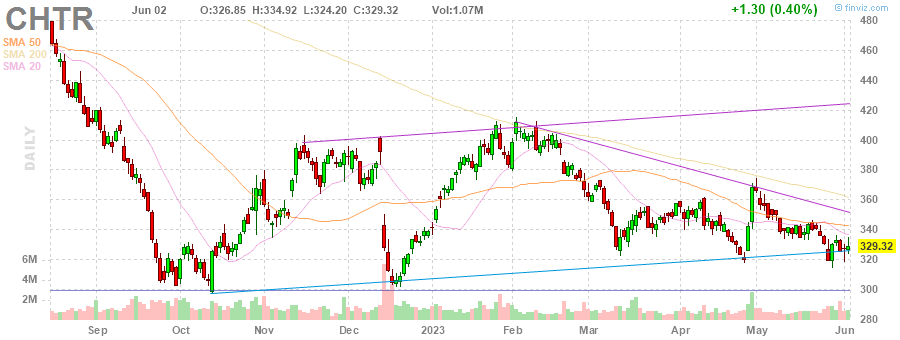 CHTR Jun 02 O:326.85 H:334.92 L:324.20 C:329.32 Vol:1.07M +1.30 (0.40%) © finviz.com
SMA 50
SMA 200
SMA 20
DAILY
480
460
440
420
400
380
360
340
329.32
320
300
280
6M
4M
2M
Sep Oct Nov Dec 2023 Feb Mar Apr May Jun